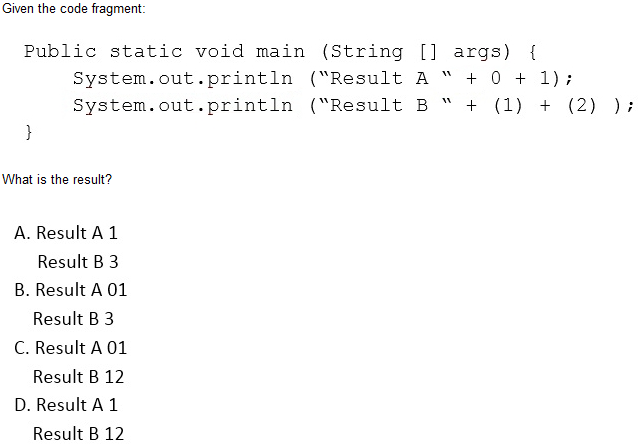 Given the code fragment:
Public static void main (String [] args) {
System.out.println (“Result A “ + 0 + 1);
System.out.println (“Result B “ + (1) + (2) );
}
What is the result?
A. Result A 1
Result B 3
B. Result A 01
Result B 3
C. Result A 01
Result B 12
D. Result A 1
Result B 12